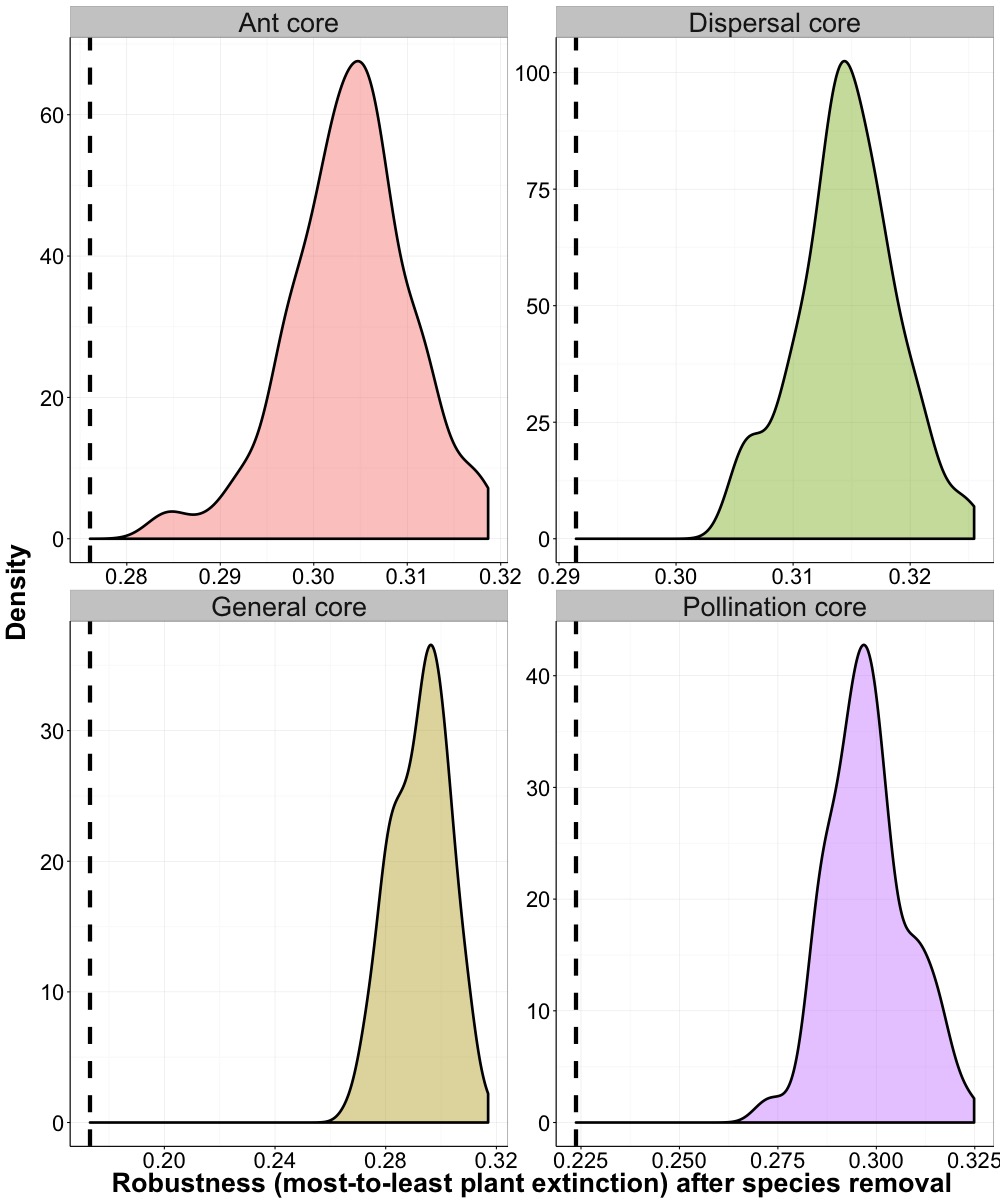 Ant core
Dispersal core
60
40
20
0
100
75
50
25
0
0.28 0.29 0.30 0.31 0.32
0.29 0.30 0.31 0.32
Density
General core
Pollination core
30
20
10
0
40
30
20
10
0
0.20 0.24 0.28 0.32
0.225 0.250 0.275 0.300 0.325
Robustness (most-to-least plant extinction) after species removal